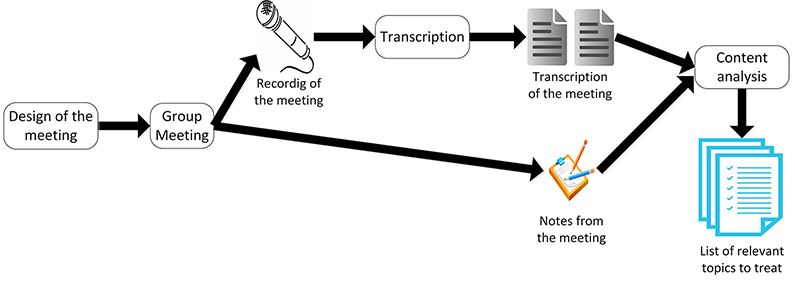 Design of the
meeting
Group
Meeting
Recordig of
the meeting
Transcription
Transcription
of the meeting
Notes from
the meeting
Content
analysis
List of relevant
topics to treat